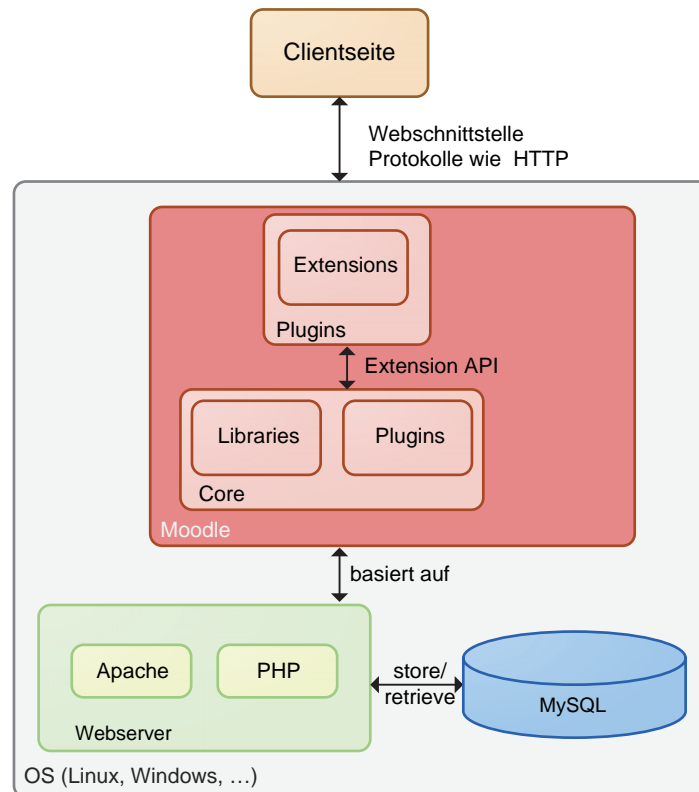 Clientseite
Webschnittstelle
Protokolle wie HTTP
Extensions
Plugins
Extension API
Libraries
Plugins
Core
Moodle
basiert auf
Apache
PHP
Webserver
store/
retrieve
MySQL
OS (Linux, Windows, …)